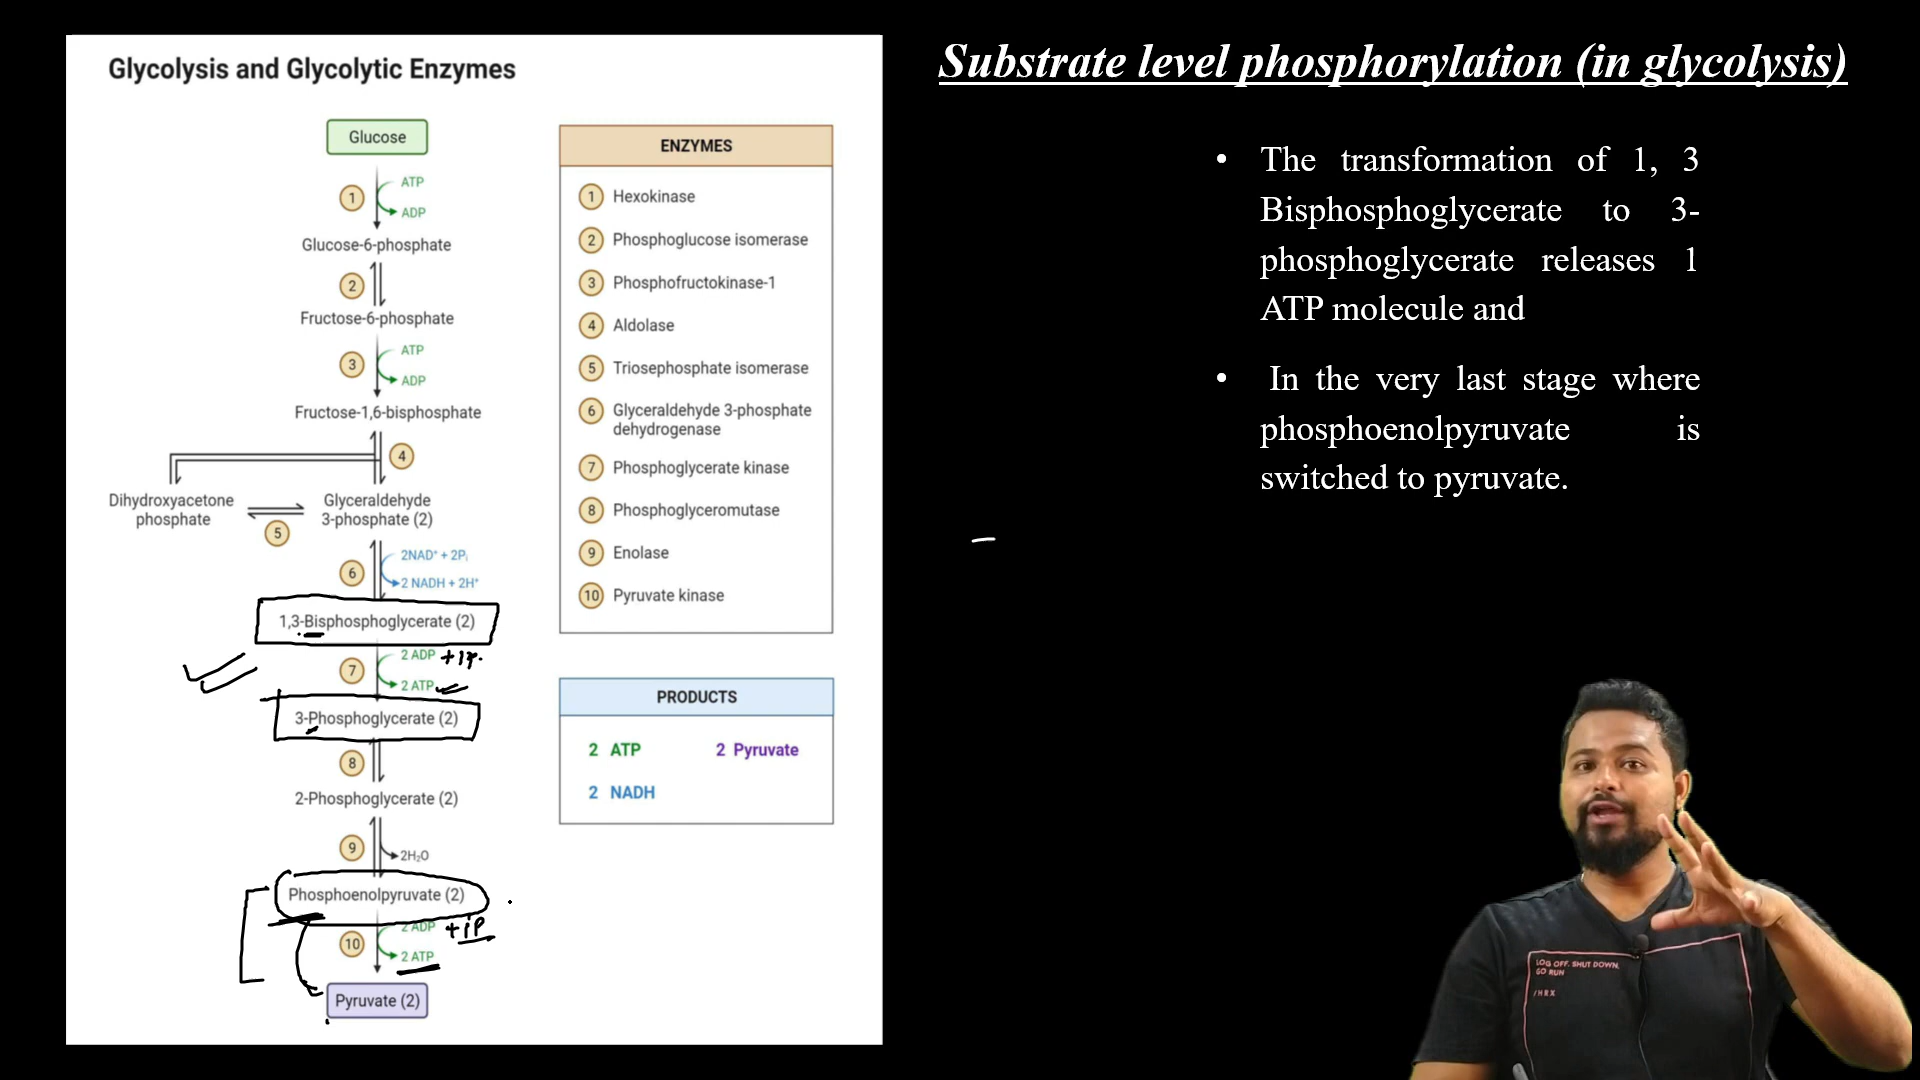 Glycolysis and Glycolytic Enzymes
Glucose
1
ATP
ADP
Glucose-6-phosphate
2
Fructose-6-phosphate
3
ATP
ADP
Fructose-1,6-bisphosphate
4
Dihydroxyacetone
phosphate
5
Glyceraldehyde
3-phosphate (2)
6
2NAD⁺ + 2Pᵢ
2 NADH + 2H⁺
1,3-Bisphosphoglycerate (2)
7
2 ADP +1P.
2 ATP
3-Phosphoglycerate (2)
8
2-Phosphoglycerate (2)
9
2H₂O
Phosphoenolpyruvate (2)
10
2 ADP +1P
2 ATP
Pyruvate (2)
ENZYMES
1 Hexokinase
2 Phosphoglucose isomerase
3 Phosphofructokinase-1
4 Aldolase
5 Triosephosphate isomerase
6 Glyceraldehyde 3-phosphate
dehydrogenase
7 Phosphoglycerate kinase
8 Phosphoglyceromutase
9 Enolase
10 Pyruvate kinase
PRODUCTS
2 ATP 2 Pyruvate
2 NADH
Substrate level phosphorylation (in glycolysis)
• The transformation of 1, 3
Bisphosphoglycerate to 3-
phosphoglycerate releases 1
ATP molecule and
• In the very last stage where
phosphoenolpyruvate is
switched to pyruvate.
LOG OFF. SHUT DOWN.
GO RUN
/HRX